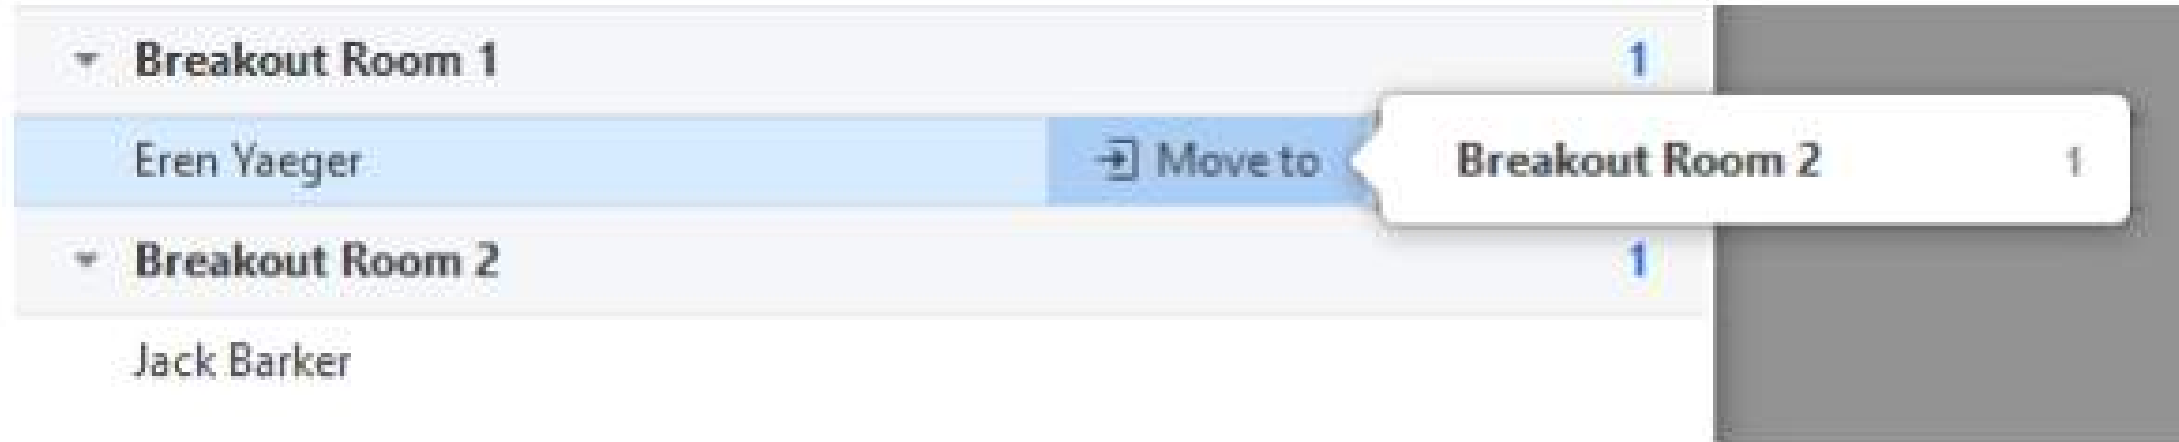 Breakout Room 1 1
Eren Yaeger Move to Breakout Room 2 1
Breakout Room 2 1
Jack Barker